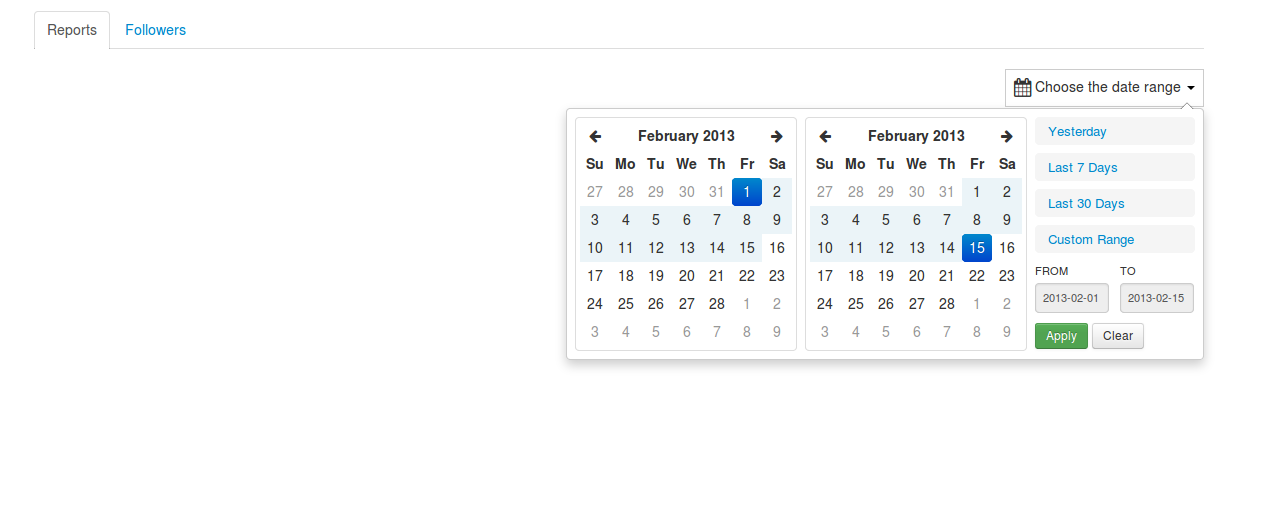 Reports Followers
Choose the date range
February 2013
Su Mo Tu We Th Fr Sa
27 28 29 30 31 1 2
3 4 5 6 7 8 9
10 11 12 13 14 15 16
17 18 19 20 21 22 23
24 25 26 27 28 1 2
3 4 5 6 7 8 9
February 2013
Su Mo Tu We Th Fr Sa
27 28 29 30 31 1 2
3 4 5 6 7 8 9
10 11 12 13 14 15 16
17 18 19 20 21 22 23
24 25 26 27 28 1 2
3 4 5 6 7 8 9
Yesterday
Last 7 Days
Last 30 Days
Custom Range
FROM TO
2013-02-01 2013-02-15
Apply Clear